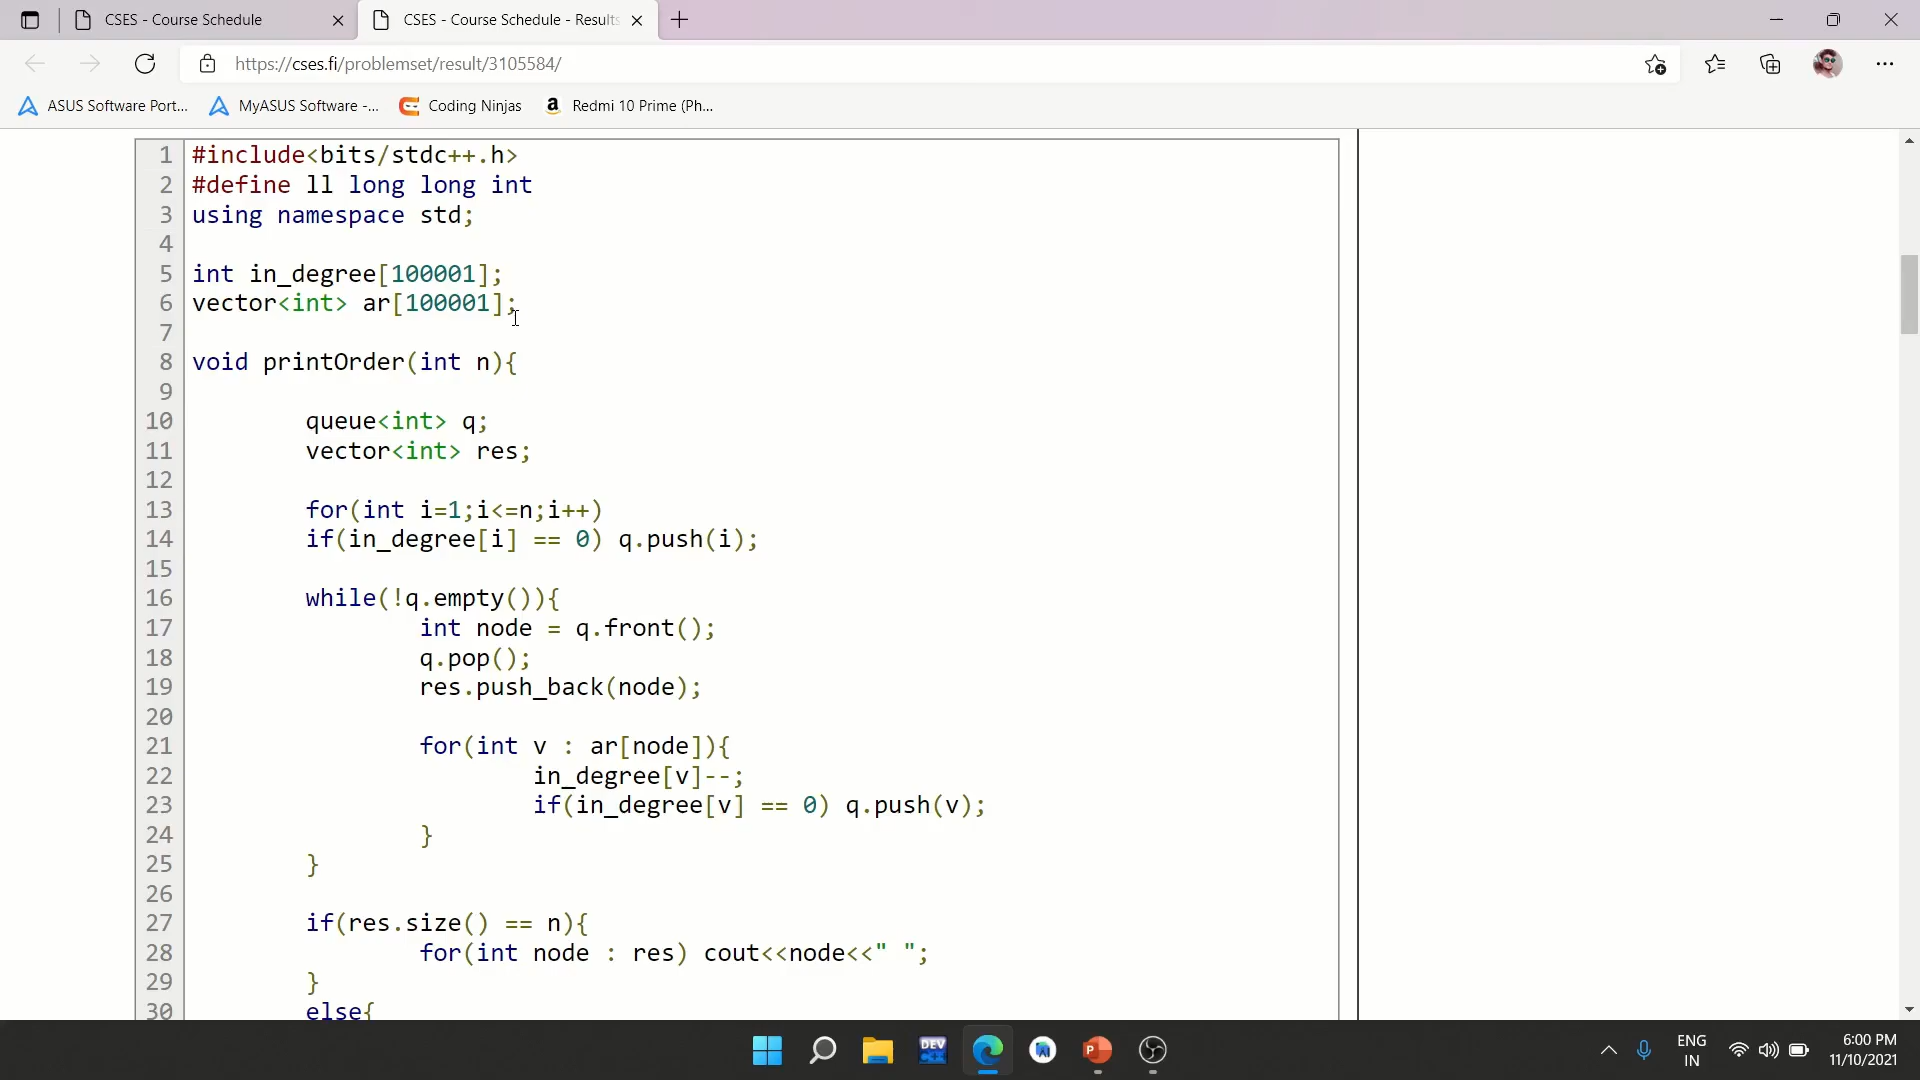 CSES - Course Schedule
CSES - Course Schedule - Results
https://cses.fi/problemset/result/3105584/
ASUS Software Port...
MyASUS Software -...
Coding Ninjas
Redmi 10 Prime (Ph...
1 #include<bits/stdc++.h>
2 #define ll long long int
3 using namespace std;
4
5 int in_degree[100001];
6 vector<int> ar[100001];
7
8 void printOrder(int n){
9
10 queue<int> q;
11 vector<int> res;
12
13 for(int i=1;i<=n;i++)
14 if(in_degree[i] == 0) q.push(i);
15
16 while(!q.empty()){
17 int node = q.front();
18 q.pop();
19 res.push_back(node);
20
21 for(int v : ar[node]){
22 in_degree[v]--;
23 if(in_degree[v] == 0) q.push(v);
24 }
25 }
26
27 if(res.size() == n){
28 for(int node : res) cout<<node<<" ";
29 }
30 else{
DEV
ENG
IN
6:00 PM
11/10/2021